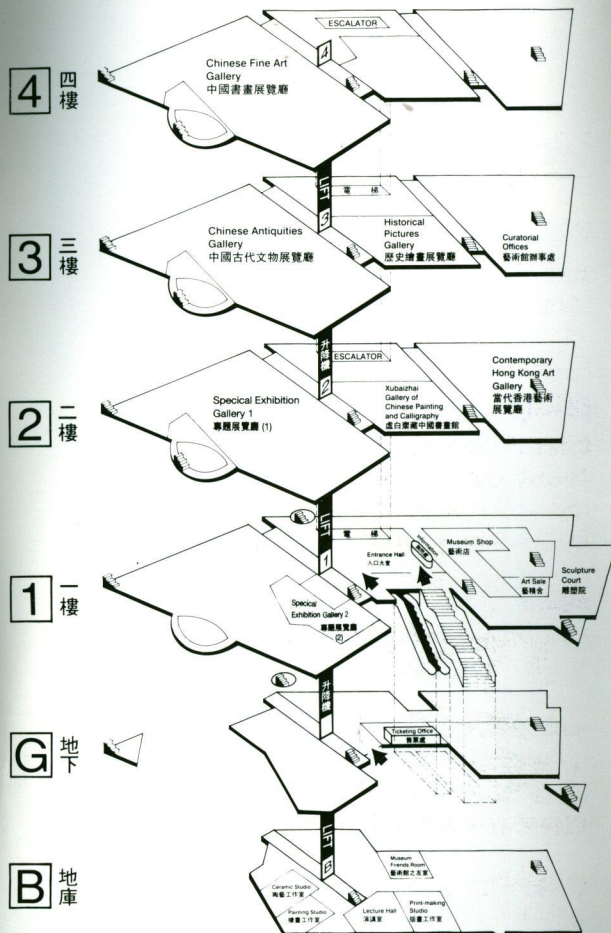 4
四樓
ESCALATOR
4
Chinese Fine Art
Gallery
中國書畫展覽廳
LIFT
3
三樓
電梯
3
Chinese Antiquities
Gallery
中國古代文物展覽廳
Historical
Pictures
Gallery
歷史繪畫展覽廳
Curatorial
Offices
藝術館辦事處
升降機
2
二樓
ESCALATOR
2
Specical Exhibition
Gallery 1
專題展覽廳 (1)
Xubaizhai
Gallery of
Chinese Painting
and Calligraphy
虛白齋藏中國書畫館
Contemporary
Hong Kong Art
Gallery
當代香港藝術
展覽廳
LIFT
1
一樓
電梯
1
Entrance Hall
入口大堂
Information
Museum Shop
藝術店
Art Sale
藝精舍
Sculpture
Court
雕塑院
Specical
Exhibition Gallery 2
專題展覽廳
(2)
升降機
G
地下
Ticketing Office
售票處
LIFT
B
地庫
B
Museum
Friends Room
藝術館之友室
Ceramic Studio
陶藝工作室
Painting Studio
繪畫工作室
Lecture Hall
演講室
Print-making
Studio
版畫工作室